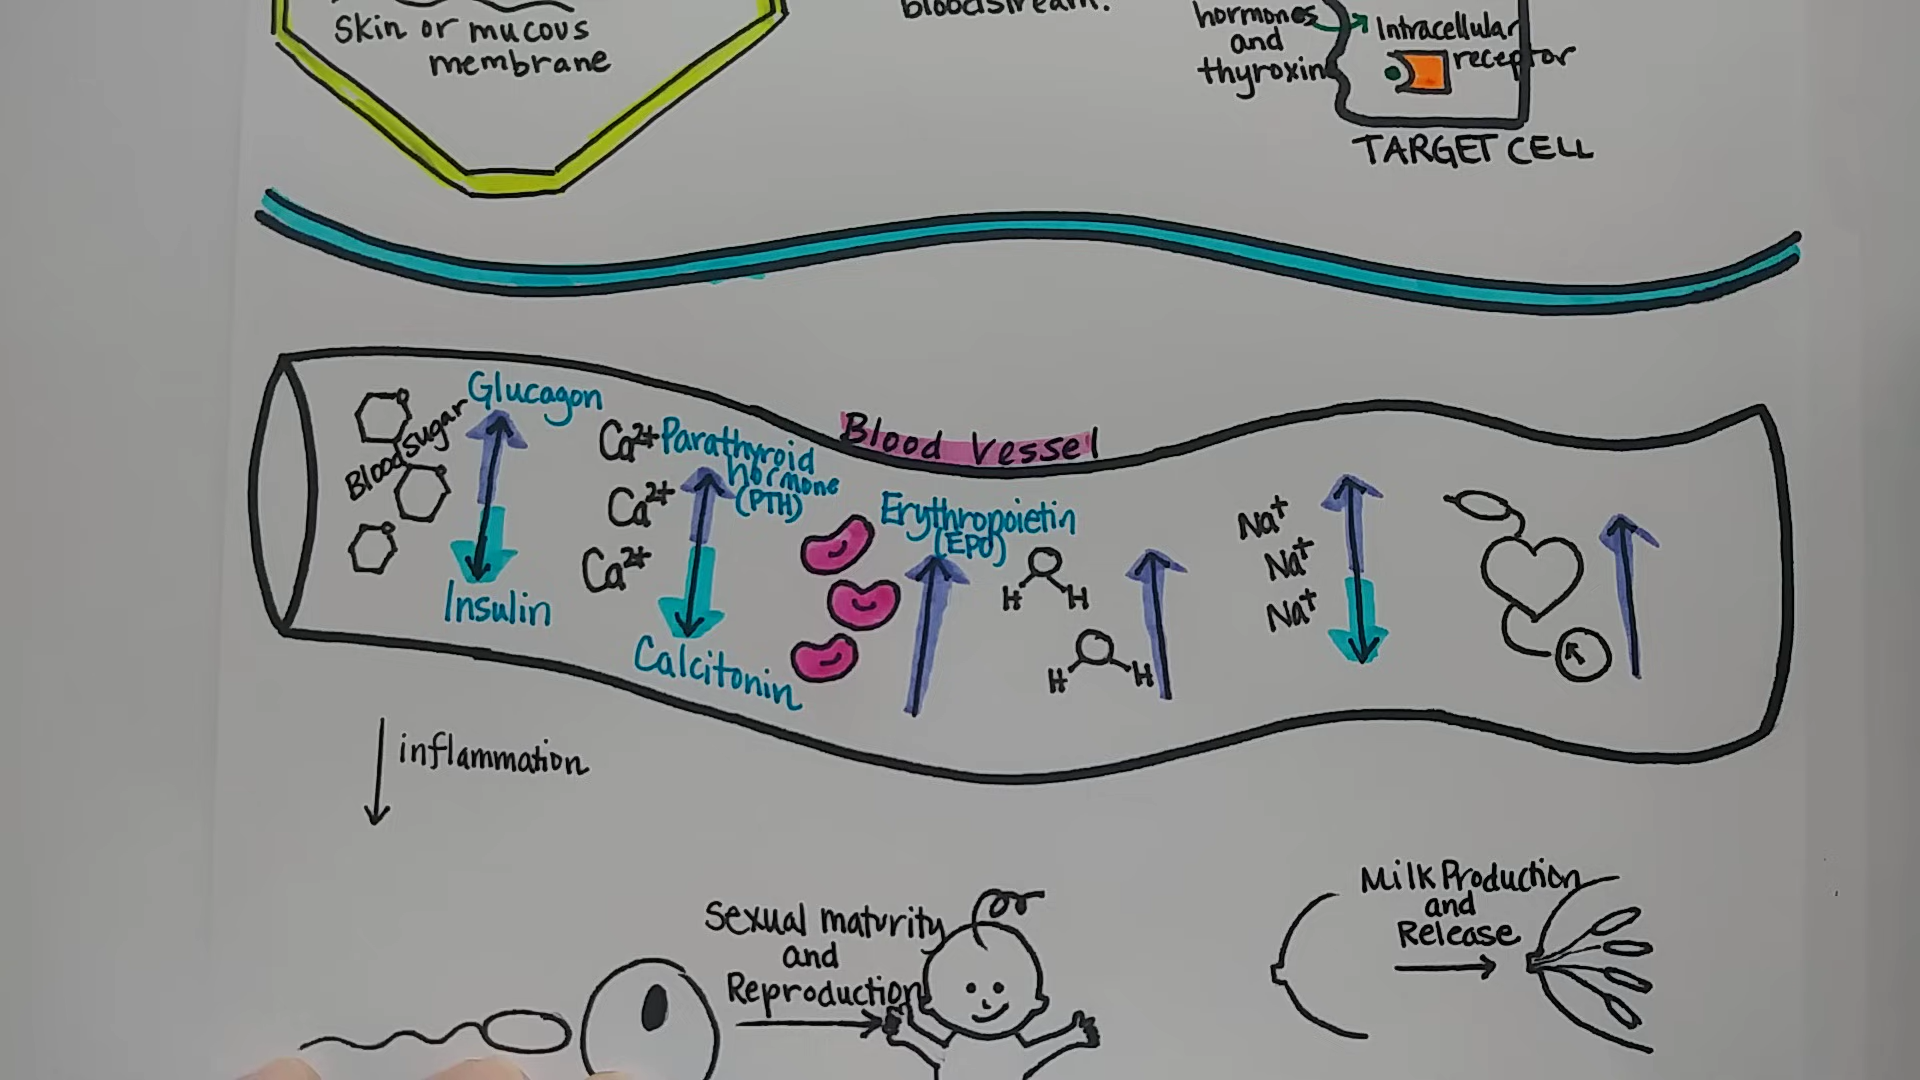 bloodstream.
Skin or mucous
membrane
hormones
and
thyroxin
Intracellular
receptor
TARGET CELL
Glucagon
Blood Sugar
Insulin
Ca²⁺
Ca²⁺
Ca²⁺
Parathyroid
hormone
(PTH)
Calcitonin
Blood Vessel
Erythropoietin
(EPO)
H H
H H
Na⁺
Na⁺
Na⁺
inflammation
Sexual maturity
and
Reproduction
Milk Production
and
Release